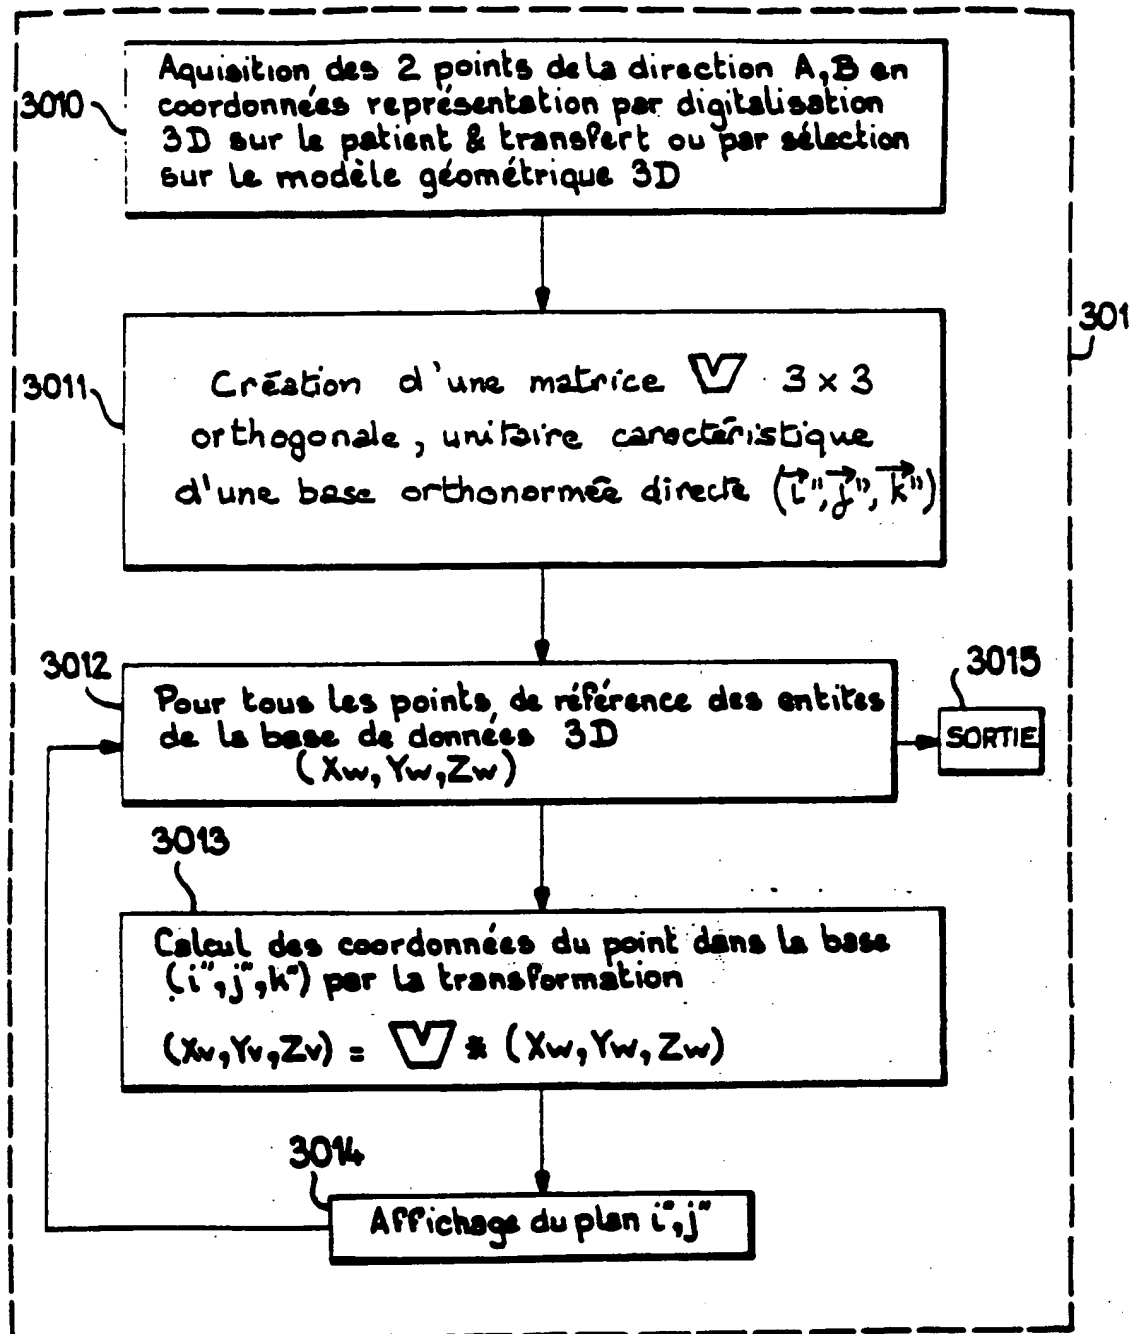 3010
Aquisition des 2 points de la direction A,B en
coordonnées représentation par digitalisation
3D sur le patient & transfert ou par sélection
sur le modèle géométrique 3D
301
3011
Création d'une matrice V 3 x 3
orthogonale, unitaire caractéristique
d'une base orthonormée directe (i", j", k")
3012
Pour tous les points de référence des entites
de la base de données 3D
(Xw, Yw, Zw)
3015
SORTIE
3013
Calcul des coordonnées du point dans la base
(i", j", k") par la transformation
(Xv, Yv, Zv) = V * (Xw, Yw, Zw)
3014
Affichage du plan i", j"